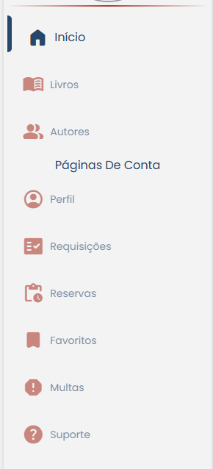 Início
Livros
Autores
Páginas De Conta
Perfil
Requisições
Reservas
Favoritos
Multas
Suporte